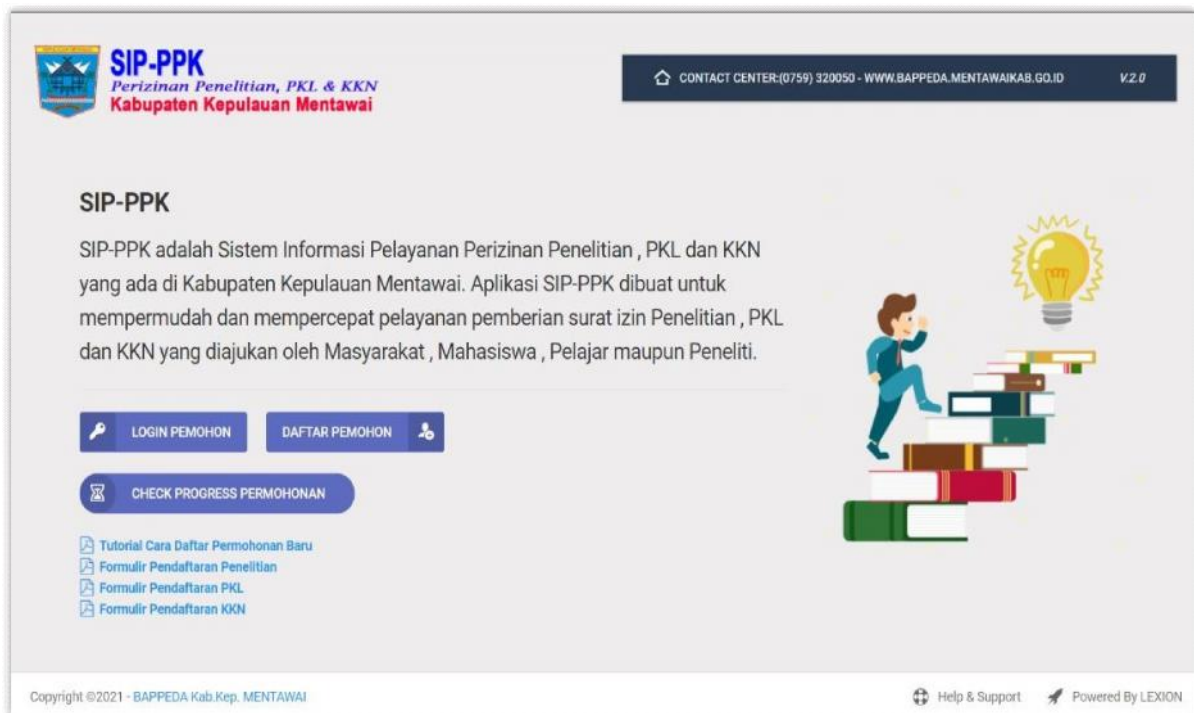 SIP-PPK
Perizinan Penelitian, PKL & KKN
Kabupaten Kepulauan Mentawai
CONTACT CENTER:(0759) 320050 - WWW.BAPPEDA.MENTAWAIKAB.GO.ID V.2.0
SIP-PPK
SIP-PPK adalah Sistem Informasi Pelayanan Perizinan Penelitian , PKL dan KKN
yang ada di Kabupaten Kepulauan Mentawai. Aplikasi SIP-PPK dibuat untuk
mempermudah dan mempercepat pelayanan pemberian surat izin Penelitian , PKL
dan KKN yang diajukan oleh Masyarakat , Mahasiswa , Pelajar maupun Peneliti.
LOGIN PEMOHON DAFTAR PEMOHON
CHECK PROGRESS PERMOHONAN
Tutorial Cara Daftar Permohonan Baru
Formulir Pendaftaran Penelitian
Formulir Pendaftaran PKL
Formulir Pendaftaran KKN
Copyright ©2021 - BAPPEDA Kab.Kep. MENTAWAI Help & Support Powered By LEXION